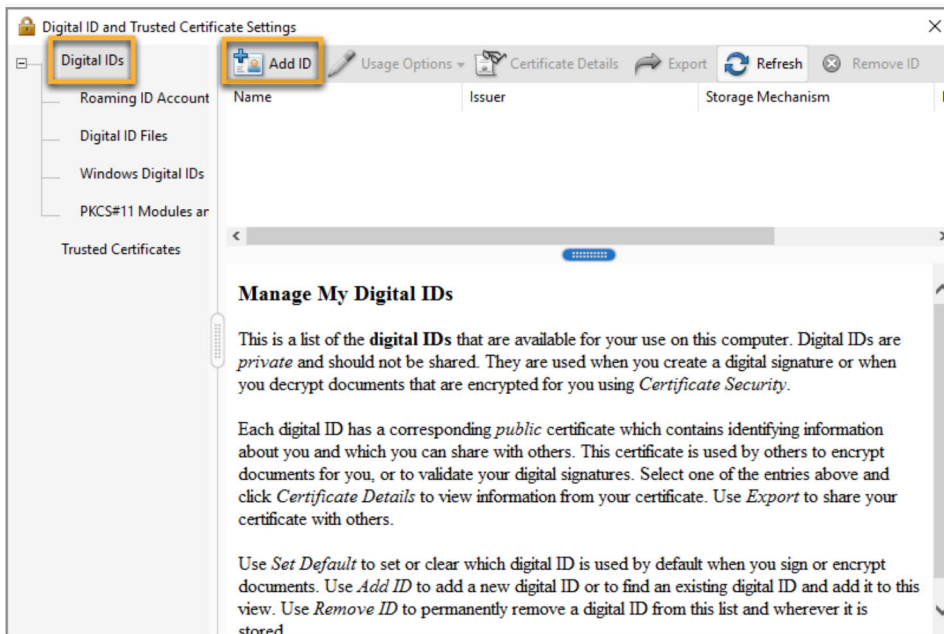 Digital ID and Trusted Certificate Settings
Digital IDs
Add ID Usage Options Certificate Details Export Refresh Remove ID
Roaming ID Account
Name Issuer Storage Mechanism
Digital ID Files
Windows Digital IDs
PKCS#11 Modules an
Trusted Certificates
Manage My Digital IDs
This is a list of the digital IDs that are available for your use on this computer. Digital IDs are
private and should not be shared. They are used when you create a digital signature or when
you decrypt documents that are encrypted for you using Certificate Security.
Each digital ID has a corresponding public certificate which contains identifying information
about you and which you can share with others. This certificate is used by others to encrypt
documents for you, or to validate your digital signatures. Select one of the entries above and
click Certificate Details to view information from your certificate. Use Export to share your
certificate with others.
Use Set Default to set or clear which digital ID is used by default when you sign or encrypt
documents. Use Add ID to add a new digital ID or to find an existing digital ID and add it to this
view. Use Remove ID to permanently remove a digital ID from this list and wherever it is
stored